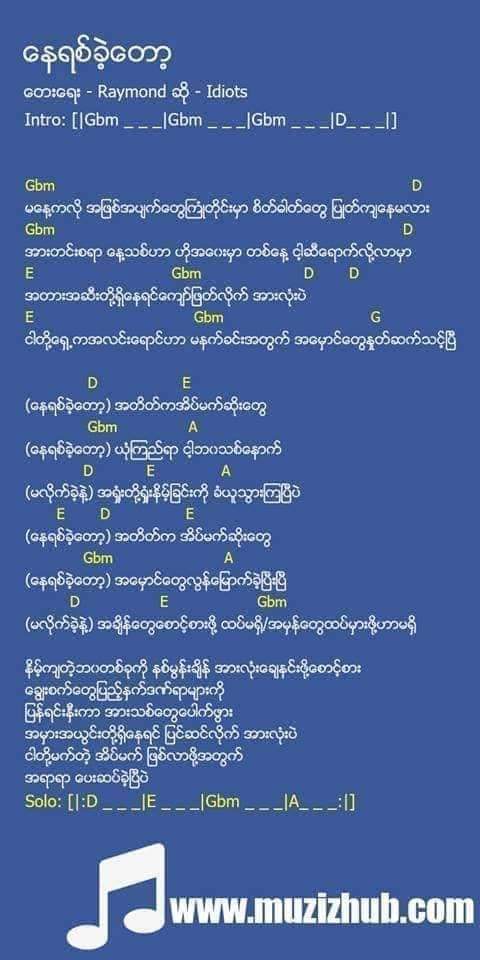 နေရစ်ခဲ့တော့
တေးရေး - Raymond ဆို - Idiots
Intro: [|Gbm _ _ _|Gbm _ _ _|Gbm _ _ _|D_ _ _|]
Gbm D
မနေ့ကလို အဖြစ်အပျက်တွေကြုံတိုင်းမှာ စိတ်ဓါတ်တွေ ပြုတ်ကျနေမလား
Gbm D
အားတင်းစရာ နေ့သစ်ဟာ ဟိုအဝေးမှာ တစ်နေ့ ငါ့ဆီရောက်လို့လာမှာ
E Gbm D D
အတားအဆီးတို့ရှိနေရင်ကျော်ဖြတ်လိုက် အားလုံးပဲ
E Gbm G
ငါတို့ရှေ့ကအလင်းရောင်ဟာ မနက်ခင်းအတွက် အမှောင်တွေနှုတ်ဆက်သင့်ပြီ
D E
(နေရစ်ခဲ့တော့) အတိတ်ကအိပ်မက်ဆိုးတွေ
Gbm A
(နေရစ်ခဲ့တော့) ယုံကြည်ရာ ငါ့ဘဝသစ်နောက်
D E A
(မလိုက်ခဲ့နဲ့) အရှုံးတို့ရှုံးနိမ့်ခြင်းကို ခံယူသွားကြပြီပဲ
E D E
(နေရစ်ခဲ့တော့) အတိတ်က အိပ်မက်ဆိုးတွေ
Gbm A
(နေရစ်ခဲ့တော့) အမှောင်တွေလွန်မြောက်ခဲ့ပြီးပြီ
D E Gbm
(မလိုက်ခဲ့နဲ့) အချိန်တွေစောင့်စားဖို့ ထပ်မရှိ/အမှန်တွေထပ်မှားဖို့ဟာမရှိ
နိမ့်ကျတဲ့ဘဝတစ်ခုကို နစ်မွန်းချိန် အားလုံးချေနင်းဖို့စောင့်စား
ချွေးစက်တွေပြည့်နှက်ဒဏ်ရာများကို
ပြန်ရင်းနှီးကာ အားသစ်တွေပေါက်ဖွား
အမှားအယွင်းတို့ရှိနေရင် ပြင်ဆင်လိုက် အားလုံးပဲ
ငါတို့မက်တဲ့ အိပ်မက် ဖြစ်လာဖို့အတွက်
အရာရာ ပေးဆပ်ခဲ့ပြီပဲ
Solo: [|:D _ _ _|E _ _ _|Gbm _ _ _|A_ _ _:|]
www.muzizhub.com